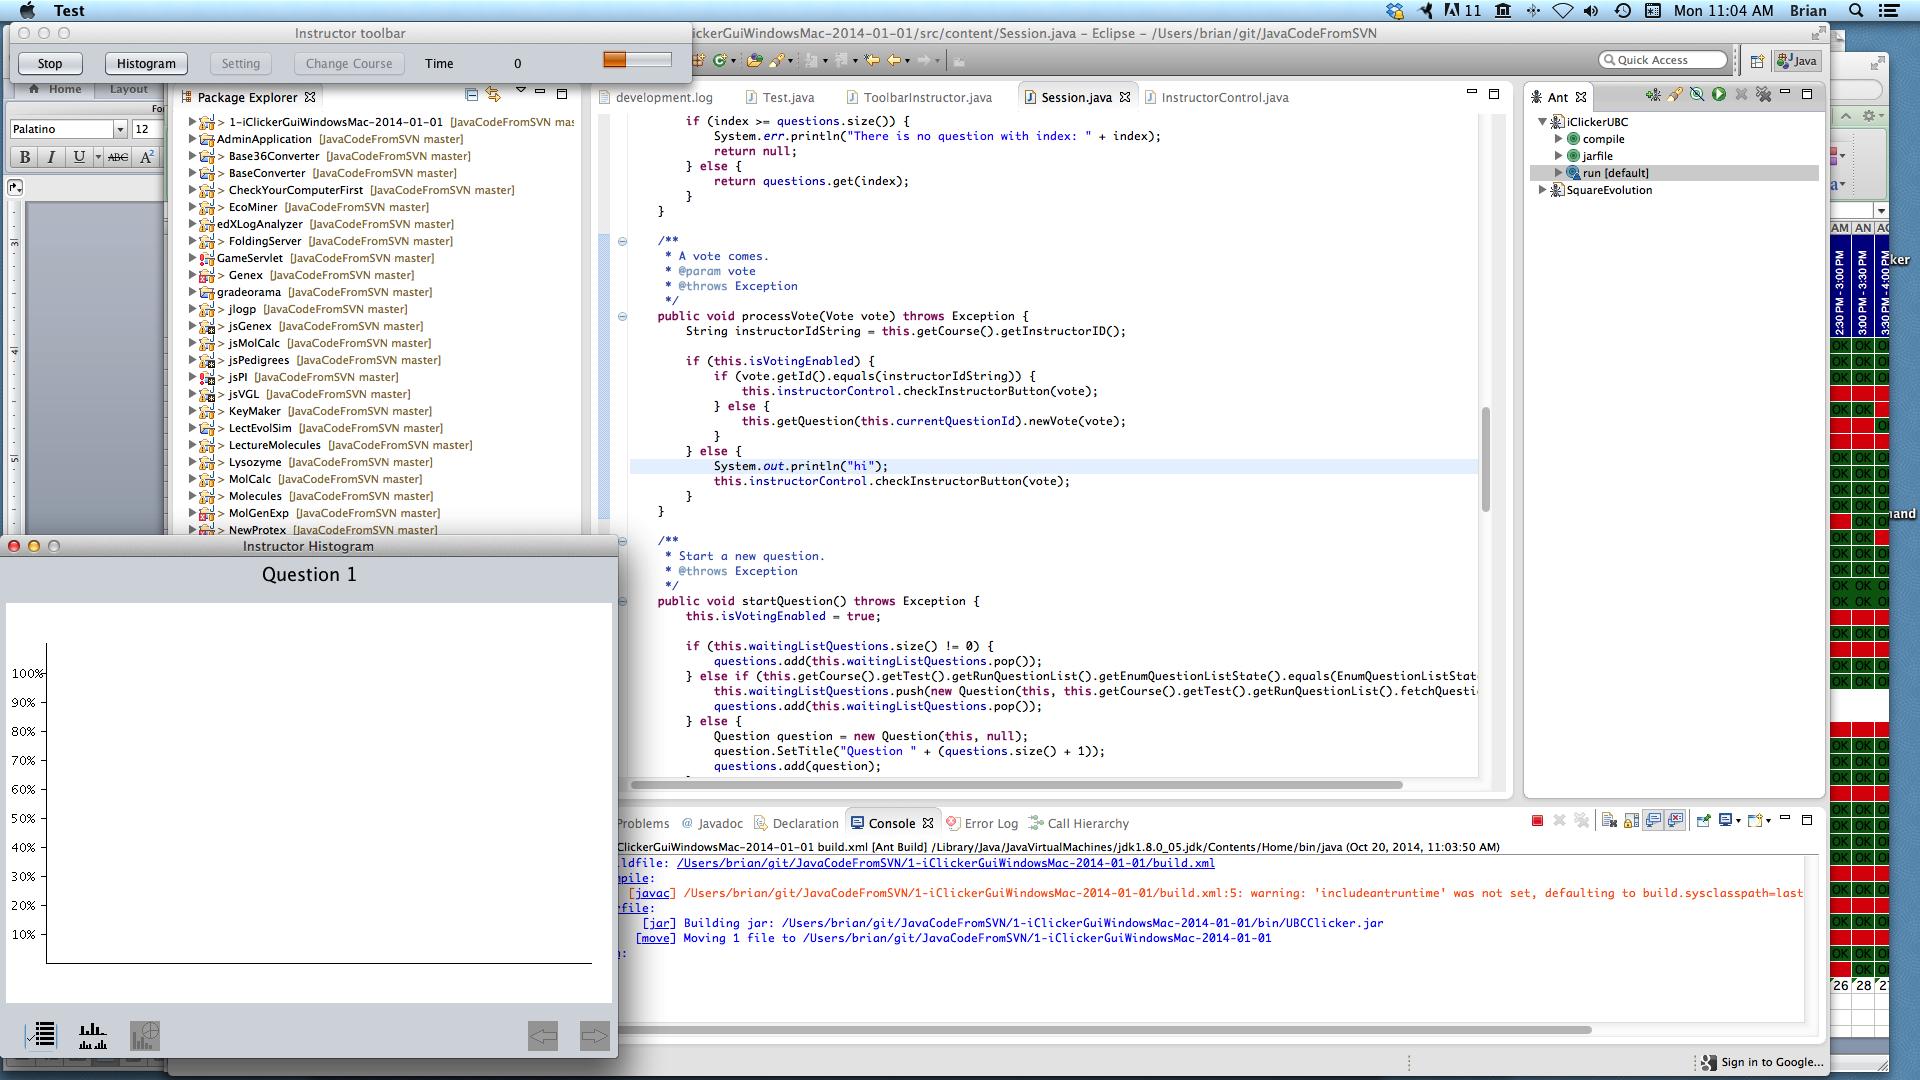 Test
11
Mon 11:04 AM Brian
Instructor toolbar
Stop
Histogram
Setting
Change Course
Time
0
ckerGuiWindowsMac-2014-01-01/src/content/Session.java - Eclipse - /Users/brian/git/JavaCodeFromSVN
Quick Access
Java
Home Layout
Palatino 12
B I U ABC A²
Package Explorer
> 1-iClickerGuiWindowsMac-2014-01-01 [JavaCodeFromSVN mas
AdminApplication [JavaCodeFromSVN master]
> Base36Converter [JavaCodeFromSVN master]
> BaseConverter [JavaCodeFromSVN master]
> CheckYourComputerFirst [JavaCodeFromSVN master]
> EcoMiner [JavaCodeFromSVN master]
edXLogAnalyzer [JavaCodeFromSVN master]
> FoldingServer [JavaCodeFromSVN master]
GameServlet [JavaCodeFromSVN master]
> Genex [JavaCodeFromSVN master]
gradeorama [JavaCodeFromSVN master]
> jlogp [JavaCodeFromSVN master]
> jsGenex [JavaCodeFromSVN master]
> jsMolCalc [JavaCodeFromSVN master]
> jsPedigrees [JavaCodeFromSVN master]
> jsPI [JavaCodeFromSVN master]
> jsVGL [JavaCodeFromSVN master]
> KeyMaker [JavaCodeFromSVN master]
> LectEvolSim [JavaCodeFromSVN master]
> LectureMolecules [JavaCodeFromSVN master]
> Lysozyme [JavaCodeFromSVN master]
> MolCalc [JavaCodeFromSVN master]
> Molecules [JavaCodeFromSVN master]
> MolGenExp [JavaCodeFromSVN master]
> NewProtex [JavaCodeFromSVN master]
development.log Test.java ToolbarInstructor.java Session.java InstructorControl.java
if (index >= questions.size()) {
System.err.println("There is no question with index: " + index);
return null;
} else {
return questions.get(index);
}
}
/**
* A vote comes.
* @param vote
* @throws Exception
*/
public void processVote(Vote vote) throws Exception {
String instructorIdString = this.getCourse().getInstructorID();
if (this.isVotingEnabled) {
if (vote.getId().equals(instructorIdString)) {
this.instructorControl.checkInstructorButton(vote);
} else {
this.getQuestion(this.currentQuestionId).newVote(vote);
}
} else {
System.out.println("hi");
this.instructorControl.checkInstructorButton(vote);
}
}
/**
* Start a new question.
* @throws Exception
*/
public void startQuestion() throws Exception {
this.isVotingEnabled = true;
if (this.waitingListQuestions.size() != 0) {
questions.add(this.waitingListQuestions.pop());
} else if (this.getCourse().getTest().getRunQuestionList().getEnumQuestionListState().equals(EnumQuestionListStat
this.waitingListQuestions.push(new Question(this, this.getCourse().getTest().getRunQuestionList().fetchQuesti
questions.add(this.waitingListQuestions.pop());
} else {
Question question = new Question(this, null);
question.SetTitle("Question " + (questions.size() + 1));
questions.add(question);
Ant
iClickerUBC
compile
jarfile
run [default]
SquareEvolution
AM AN AO
2:30 PM - 3:00 PM
3:00 PM - 3:30 PM
3:30 PM - 4:00 PM
26 28
Instructor Histogram
Question 1
100%
90%
80%
70%
60%
50%
40%
30%
20%
10%
Problems @ Javadoc Declaration Console Error Log Call Hierarchy
ClickerGuiWindowsMac-2014-01-01 build.xml [Ant Build] /Library/Java/JavaVirtualMachines/jdk1.8.0_05.jdk/Contents/Home/bin/java (Oct 20, 2014, 11:03:50 AM)
ldfile: /Users/brian/git/JavaCodeFromSVN/1-iClickerGuiWindowsMac-2014-01-01/build.xml
mpile:
[javac] /Users/brian/git/JavaCodeFromSVN/1-iClickerGuiWindowsMac-2014-01-01/build.xml:5: warning: 'includeantruntime' was not set, defaulting to build.sysclasspath=last
rfile:
[jar] Building jar: /Users/brian/git/JavaCodeFromSVN/1-iClickerGuiWindowsMac-2014-01-01/bin/UBCClicker.jar
[move] Moving 1 file to /Users/brian/git/JavaCodeFromSVN/1-iClickerGuiWindowsMac-2014-01-01
Sign in to Google...